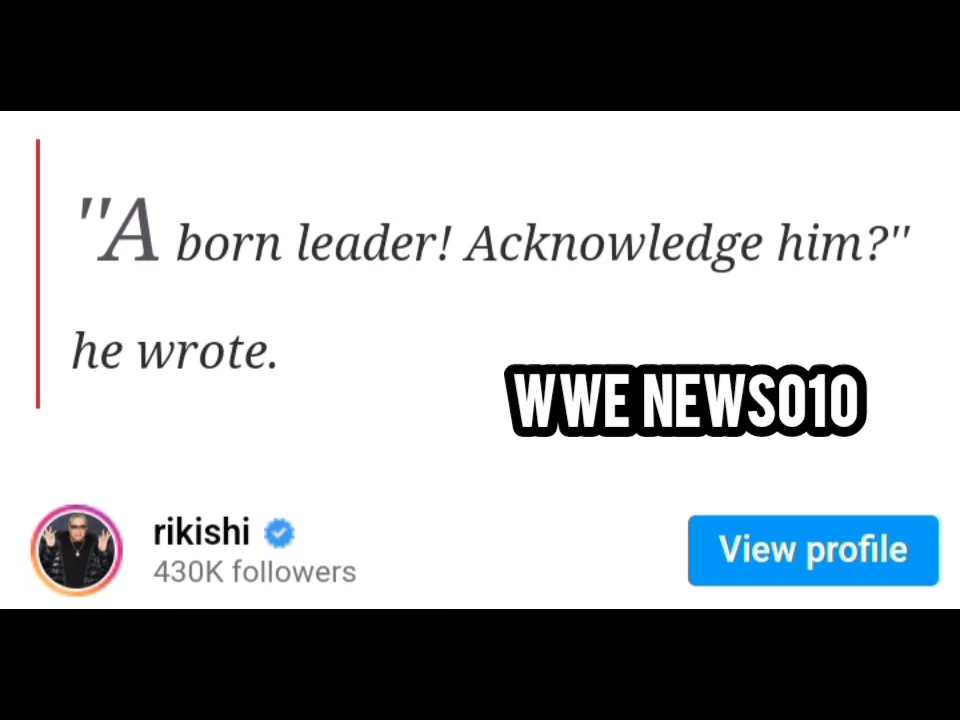 "A born leader! Acknowledge him?"
he wrote.
WWE NEWS010
rikishi
430K followers
View profile